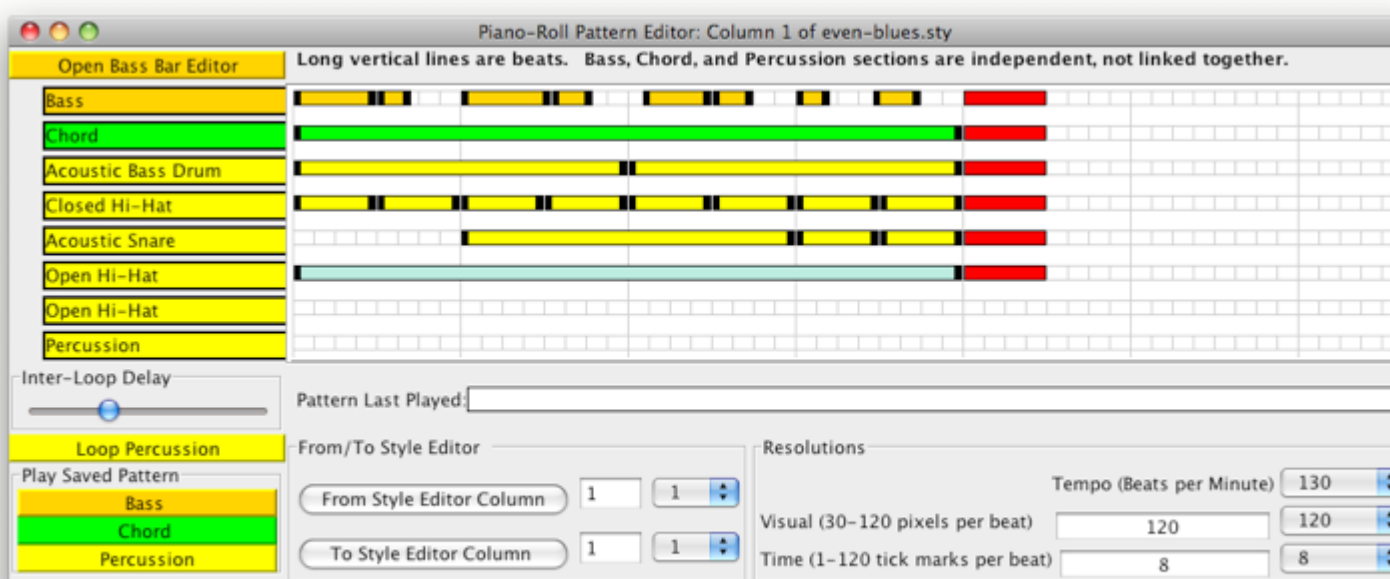 Piano-Roll Pattern Editor: Column 1 of even-blues.sty
Open Bass Bar Editor
Long vertical lines are beats.   Bass, Chord, and Percussion sections are independent, not linked together.
Bass
Chord
Acoustic Bass Drum
Closed Hi-Hat
Acoustic Snare
Open Hi-Hat
Open Hi-Hat
Percussion
Inter-Loop Delay
Pattern Last Played:
Loop Percussion
Play Saved Pattern
Bass
Chord
Percussion
From/To Style Editor
From Style Editor Column 1 1
To Style Editor Column 1 1
Resolutions
Tempo (Beats per Minute) 130
Visual (30-120 pixels per beat) 120 120
Time (1-120 tick marks per beat) 8 8